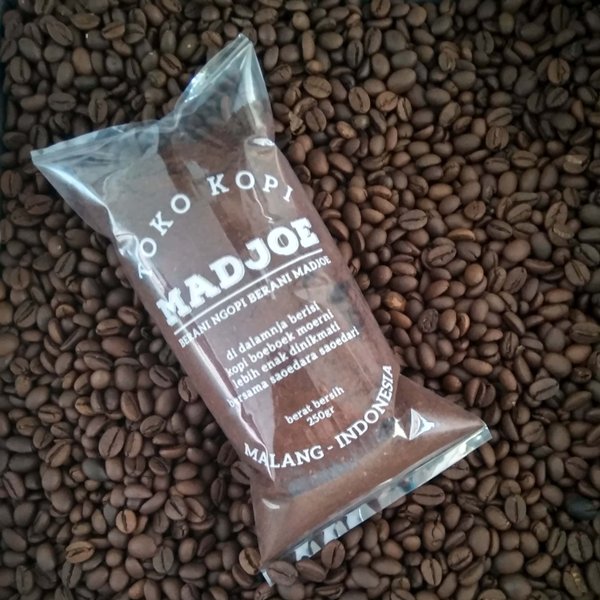 TOKO KOPI
MADJOE
BERANI NGOPI BERANI MADJOE
di dalamnja berisi
kopi boeboek moerni
lebih enak dinikmati
bersama saoedara saoedari
berat bersih
250gr
MALANG - INDONESIA